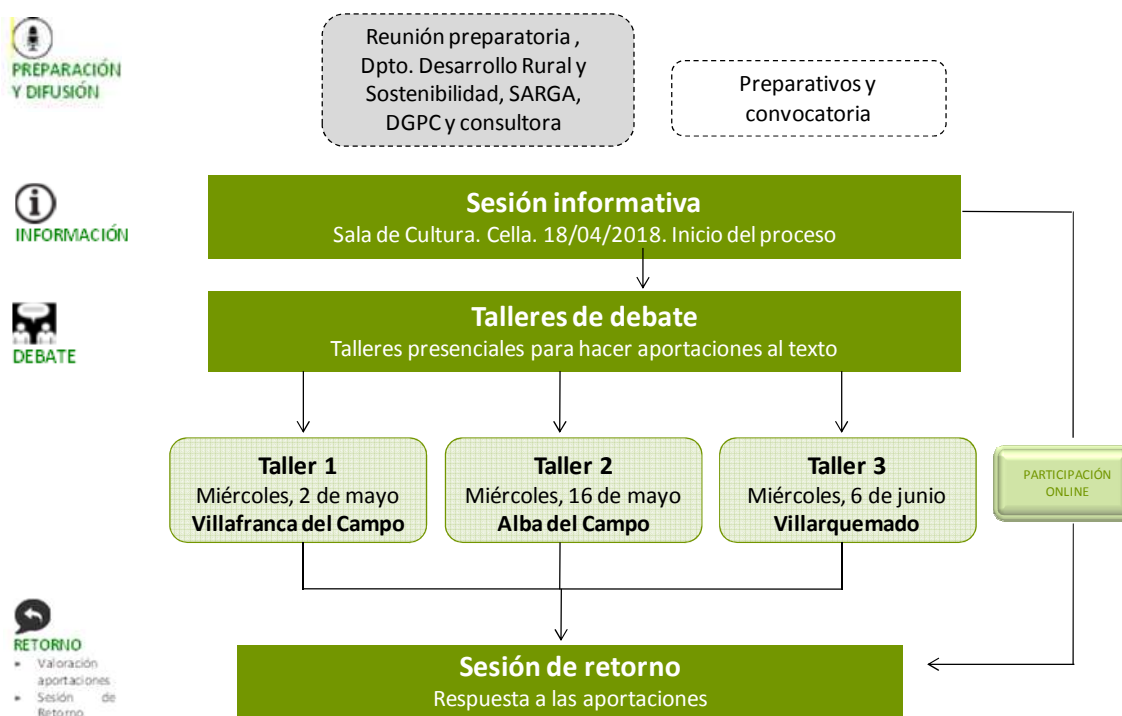 PREPARACIÓN
Y DIFUSIÓN
Reunión preparatoria ,
Dpto. Desarrollo Rural y
Sostenibilidad, SARGA,
DGPC y consultora
Preparativos y
convocatoria
INFORMACIÓN
Sesión informativa
Sala de Cultura. Cella. 18/04/2018. Inicio del proceso
DEBATE
Talleres de debate
Talleres presenciales para hacer aportaciones al texto
Taller 1
Miércoles, 2 de mayo
Villafranca del Campo
Taller 2
Miércoles, 16 de mayo
Alba del Campo
Taller 3
Miércoles, 6 de junio
Villarquemado
PARTICIPACIÓN
ONLINE
RETORNO
• Valoración
aportaciones
• Sesión de
Retorno
Sesión de retorno
Respuesta a las aportaciones